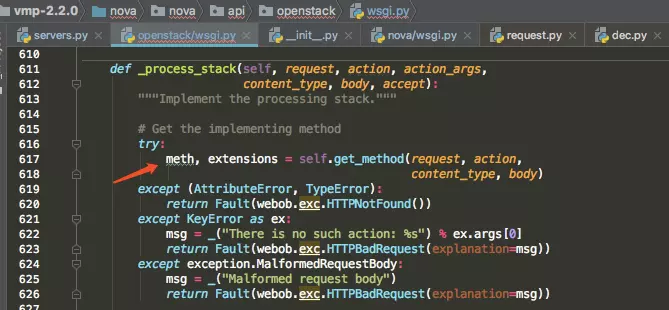 vmp-2.2.0 nova nova api openstack wsgi.py
servers.py openstack/wsgi.py __init__.py nova/wsgi.py request.py dec.py
610
611 def _process_stack(self, request, action, action_args,
612 content_type, body, accept):
613 """Implement the processing stack."""
614
615 # Get the implementing method
616 try:
617 meth, extensions = self.get_method(request, action,
618 content_type, body)
619 except (AttributeError, TypeError):
620 return Fault(webob.exc.HTTPNotFound())
621 except KeyError as ex:
622 msg = _("There is no such action: %s") % ex.args[0]
623 return Fault(webob.exc.HTTPBadRequest(explanation=msg))
624 except exception.MalformedRequestBody:
625 msg = _("Malformed request body")
626 return Fault(webob.exc.HTTPBadRequest(explanation=msg))